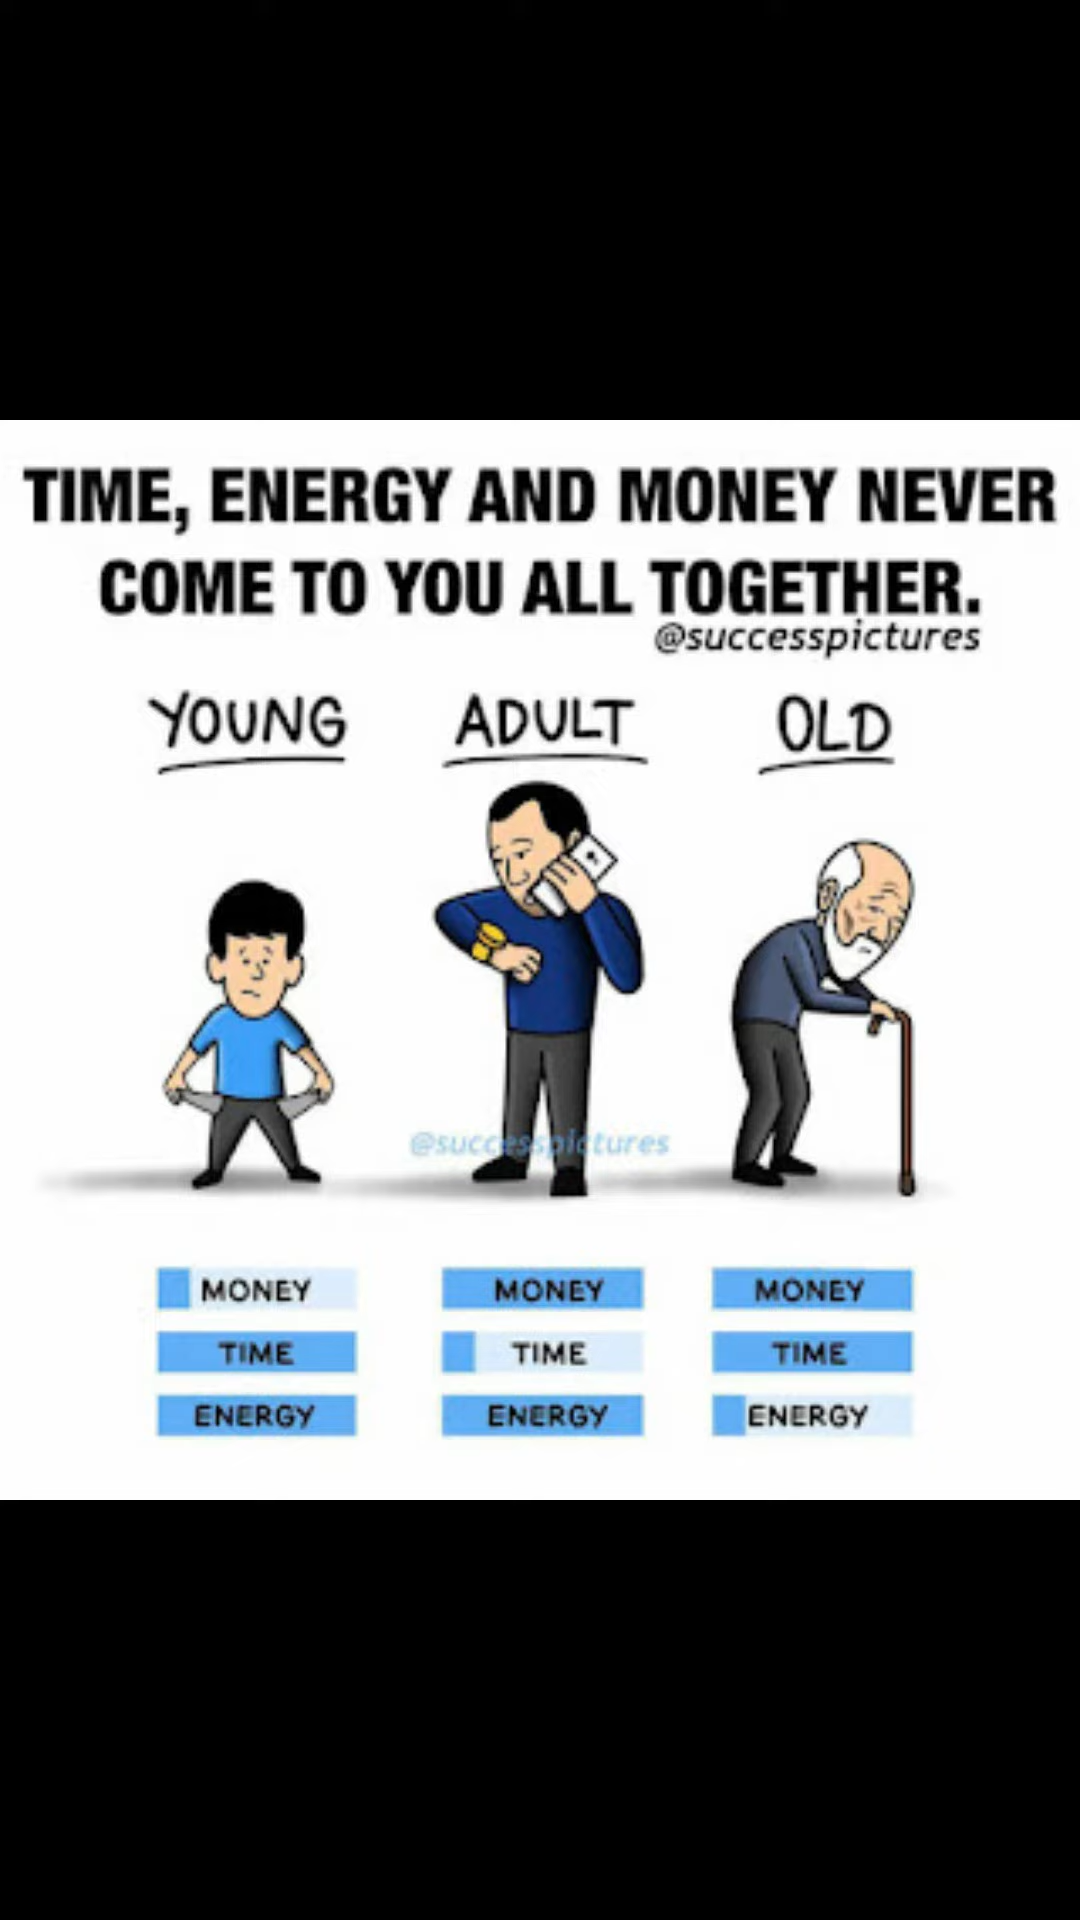 TIME, ENERGY AND MONEY NEVER
COME TO YOU ALL TOGETHER.
@successpictures
YOUNG ADULT OLD
@successpictures
MONEY MONEY MONEY
TIME TIME TIME
ENERGY ENERGY ENERGY